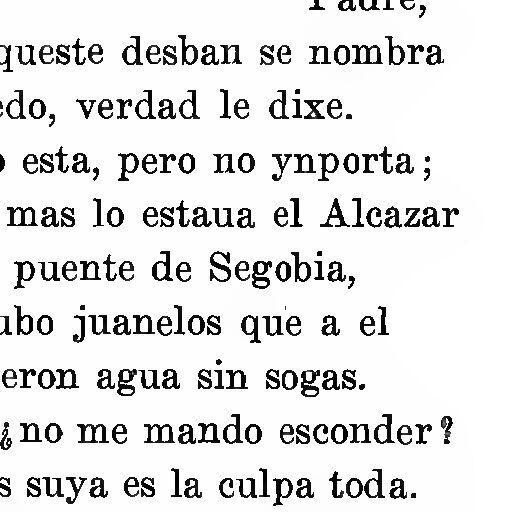 Padre,
queste desban se nombra
edo, verdad le dixe.
esta, pero no ynporta;
mas lo estaua el Alcazar
puente de Segobia,
ubo juanelos que a el
eron agua sin sogas.
¿no me mando esconder?
s suya es la culpa toda.